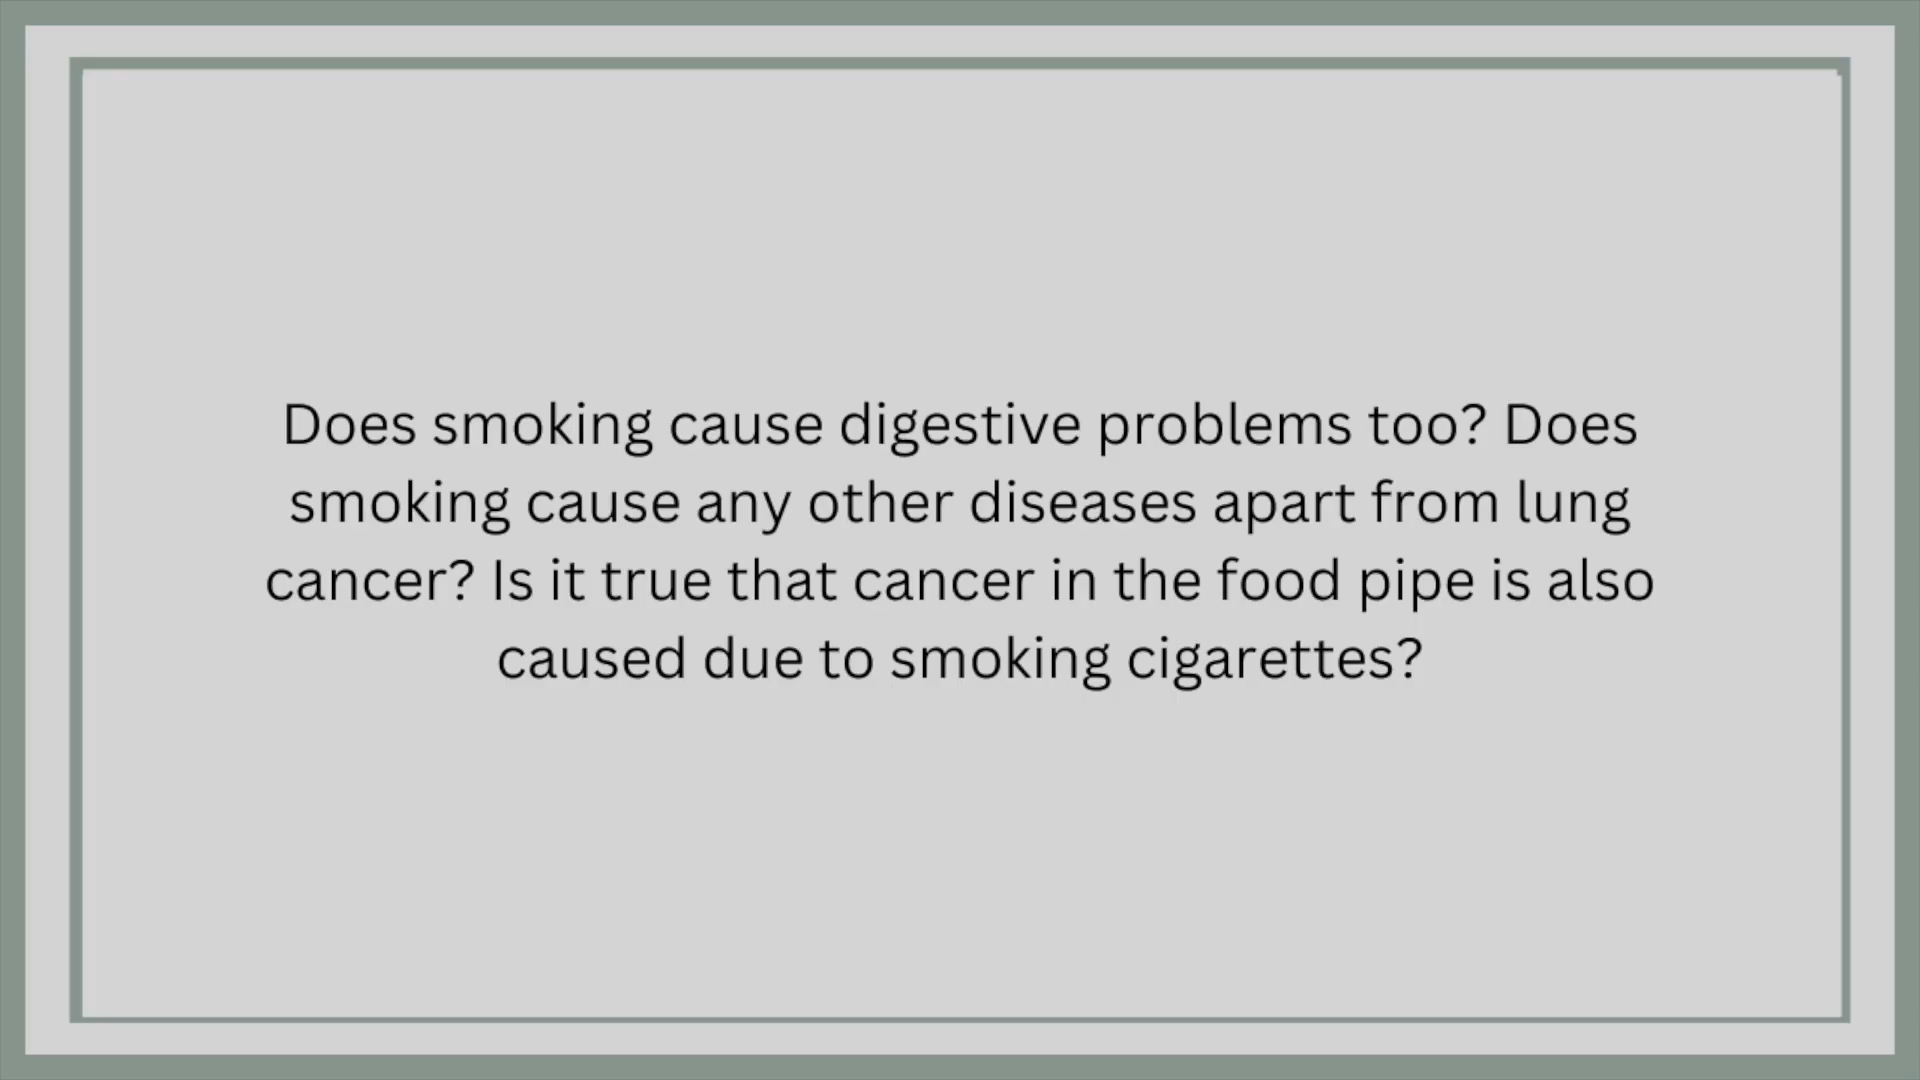 Does smoking cause digestive problems too? Does
smoking cause any other diseases apart from lung
cancer? Is it true that cancer in the food pipe is also
caused due to smoking cigarettes?